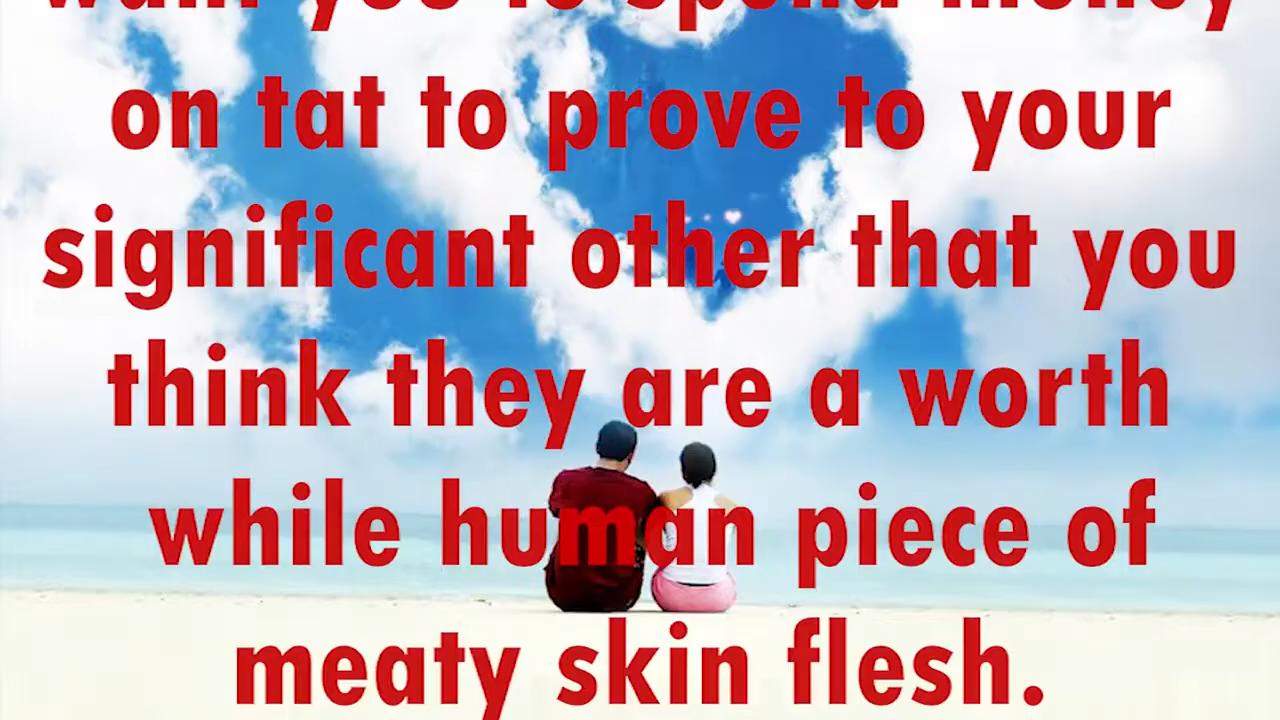 want you to spend money
on tat to prove to your
significant other that you
think they are a worth
while human piece of
meaty skin flesh.